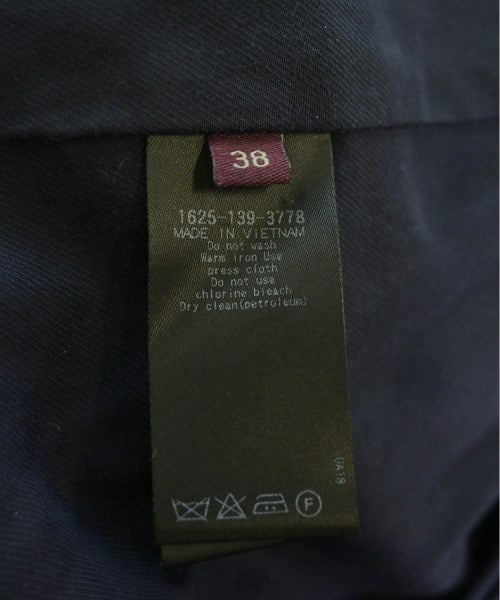 38
1625-139-3778
MADE IN VIETNAM
Do not wash
Warm iron Use
press cloth
Do not use
chlorine bleach
Dry clean(petroleum)
UA18
F